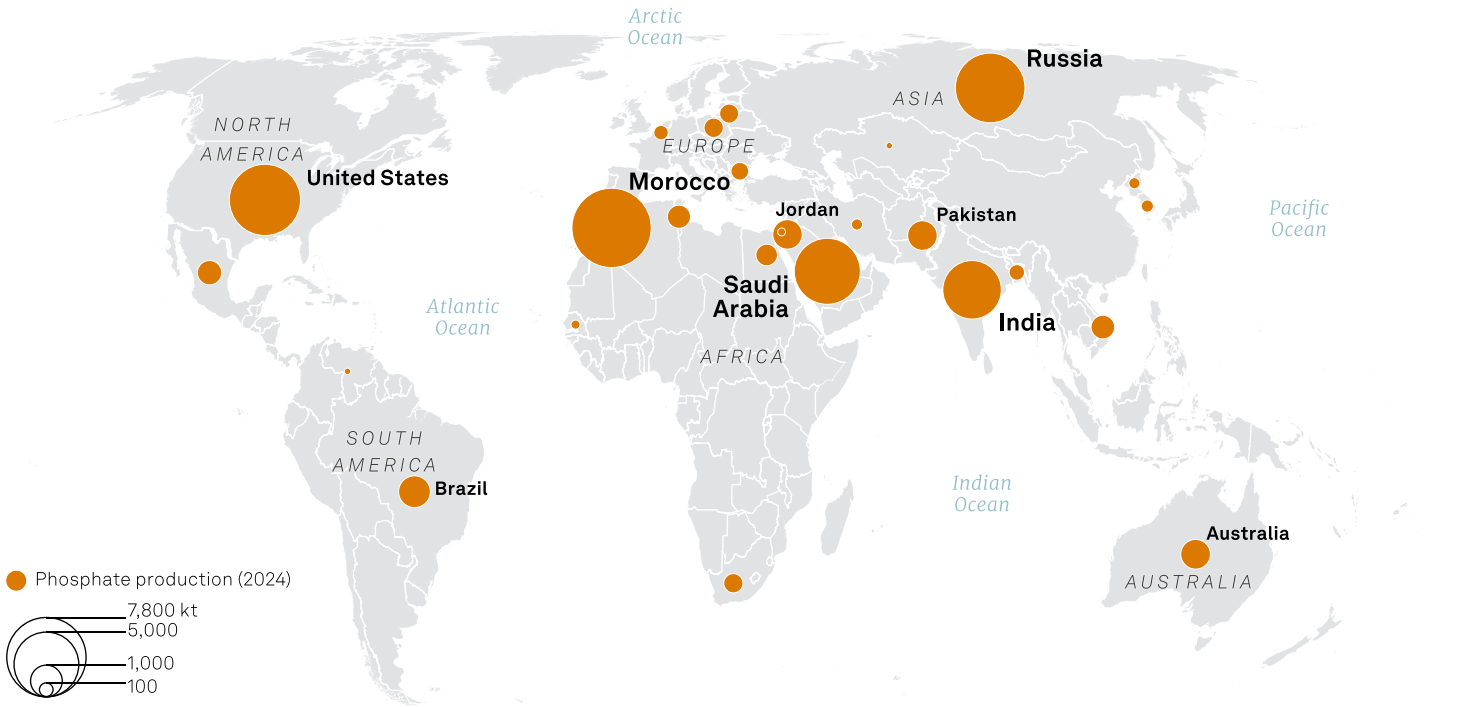 Arctic
Ocean
Russia
ASIA
NORTH
AMERICA
EUROPE
United States
Morocco
Jordan
Pakistan
Pacific
Ocean
Saudi
Arabia
Atlantic
Ocean
India
AFRICA
SOUTH
AMERICA
Brazil
Indian
Ocean
Australia
AUSTRALIA
Phosphate production (2024)
7,800 kt
5,000
1,000
100